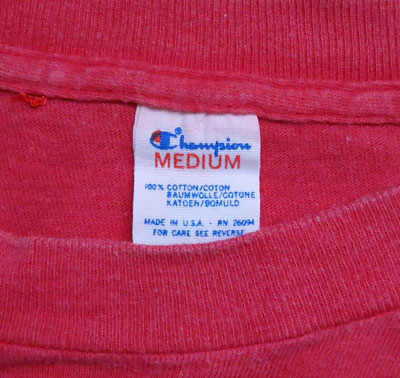 Champion®
MEDIUM
100% COTTON/COTON
BAUMWOLLE/COTONE
KATOEN/BOMULD
MADE IN U.S.A. - RN 26094
FOR CARE SEE REVERSE